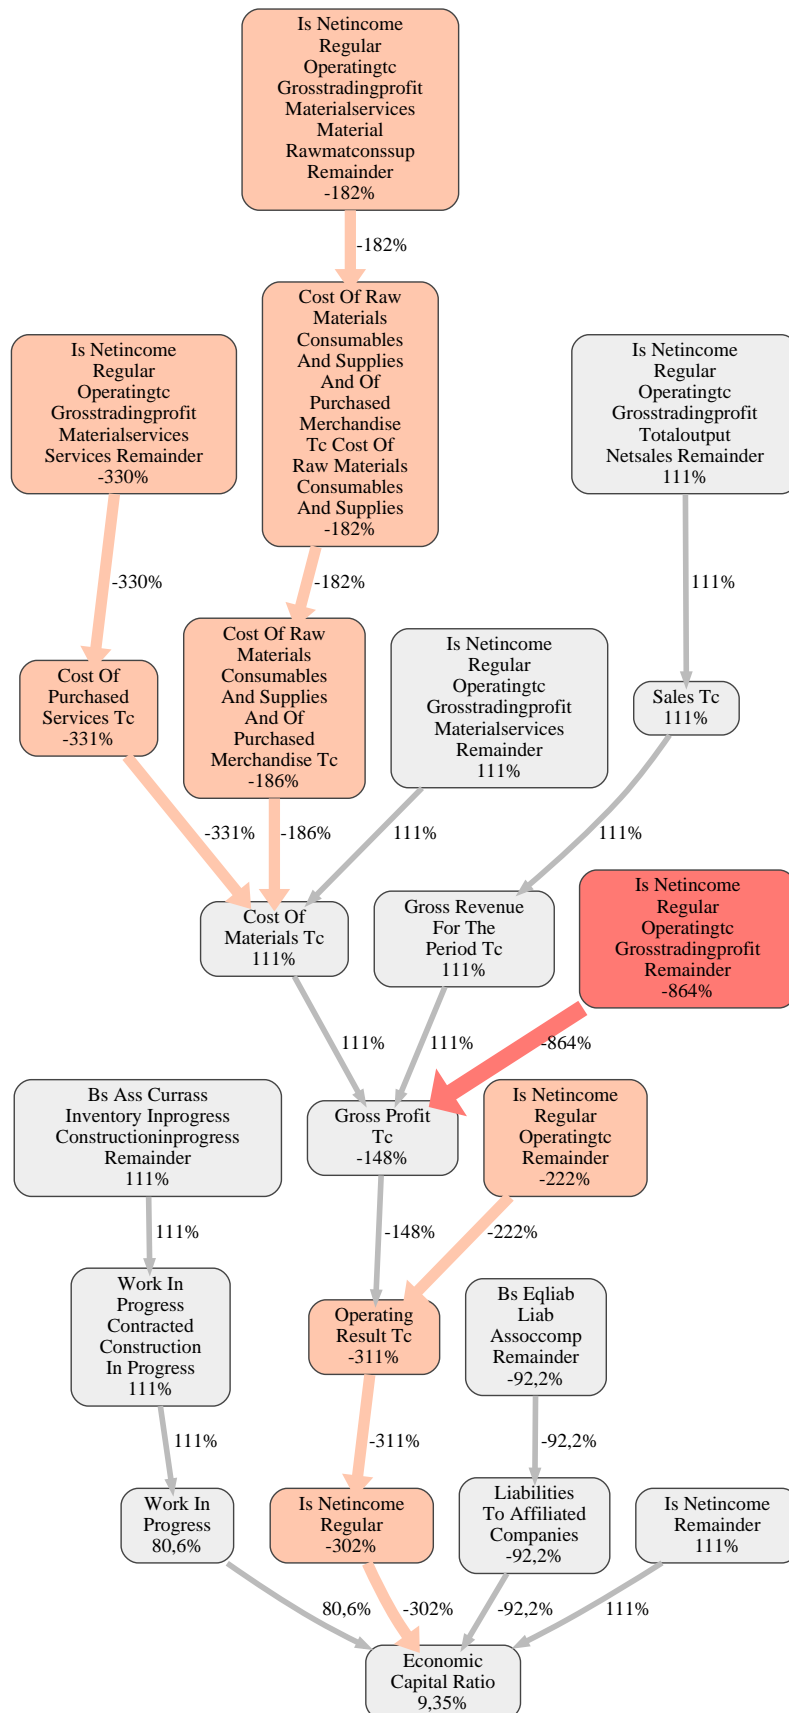 Is Netincome
Regular
Operatingtc
Grosstradingprofit
Materialservices
Material
Rawmatconssup
Remainder
-182%
-182%
Cost Of Raw
Materials
Consumables
And Supplies
And Of
Purchased
Merchandise
Tc Cost Of
Raw Materials
Consumables
And Supplies
-182%
Is Netincome
Regular
Operatingtc
Grosstradingprofit
Materialservices
Services Remainder
-330%
Is Netincome
Regular
Operatingtc
Grosstradingprofit
Totaloutput
Netsales Remainder
111%
-330%
-182%
111%
Cost Of
Purchased
Services Tc
-331%
Cost Of Raw
Materials
Consumables
And Supplies
And Of
Purchased
Merchandise Tc
-186%
Is Netincome
Regular
Operatingtc
Grosstradingprofit
Materialservices
Remainder
111%
Sales Tc
111%
-331%
-186%
111%
111%
Cost Of
Materials Tc
111%
Gross Revenue
For The
Period Tc
111%
Is Netincome
Regular
Operatingtc
Grosstradingprofit
Remainder
-864%
111%
111%
-864%
Bs Ass Currass
Inventory Inprogress
Constructioninprogress
Remainder
111%
Gross Profit
Tc
-148%
Is Netincome
Regular
Operatingtc
Remainder
-222%
111%
-148%
-222%
Work In
Progress
Contracted
Construction
In Progress
111%
Operating
Result Tc
-311%
Bs Eqliab
Liab
Assoccomp
Remainder
-92,2%
111%
-311%
-92,2%
Work In
Progress
80,6%
Is Netincome
Regular
-302%
Liabilities
To Affiliated
Companies
-92,2%
Is Netincome
Remainder
111%
80,6%
-302%
-92,2%
111%
Economic
Capital Ratio
9,35%